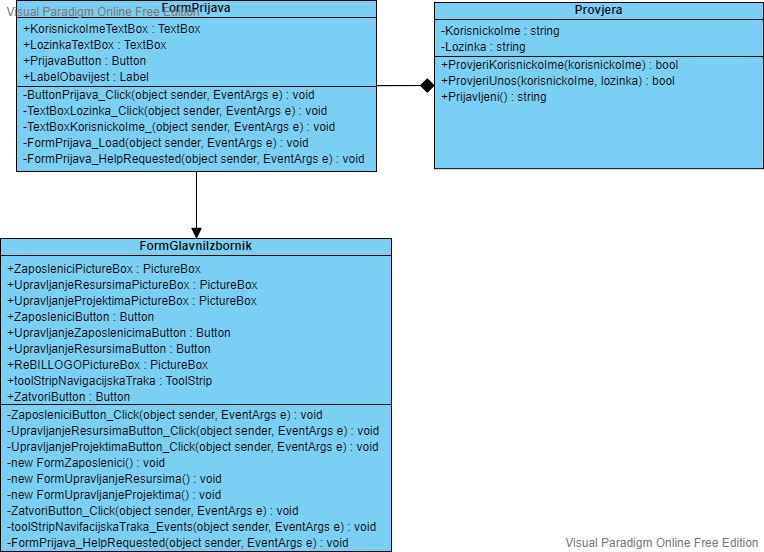 Visual Paradigm Online Free Edition
FormPrijava
+KorisnickoImeTextBox : TextBox
+LozinkaTextBox : TextBox
+PrijavaButton : Button
+LabelObavijest : Label
-ButtonPrijava_Click(object sender, EventArgs e) : void
-TextBoxLozinka_Click(object sender, EventArgs e) : void
-TextBoxKorisnickoIme_(object sender, EventArgs e) : void
-FormPrijava_Load(object sender, EventArgs e) : void
-FormPrijava_HelpRequested(object sender, EventArgs e) : void
Provjera
-KorisnickoIme : string
-Lozinka : string
+ProvjeriKorisnickoIme(korisnickoIme) : bool
+ProvjeriUnos(korisnickoIme, lozinka) : bool
+Prijavljeni() : string
FormGlavniIzbornik
+ZaposleniciPictureBox : PictureBox
+UpravljanjeResursimaPictureBox : PictureBox
+UpravljanjeProjektimaPictureBox : PictureBox
+ZaposleniciButton : Button
+UpravljanjeZaposlenicimaButton : Button
+UpravljanjeResursimaButton : Button
+ReBILLOGOPictureBox : PictureBox
+toolStripNavigacijskaTraka : ToolStrip
+ZatvoriButton : Button
-ZaposleniciButton_Click(object sender, EventArgs e) : void
-UpravljanjeResursimaButton_Click(object sender, EventArgs e) : void
-UpravljanjeProjektimaButton_Click(object sender, EventArgs e) : void
-new FormZaposlenici() : void
-new FormUpravljanjeResursima() : void
-new FormUpravljanjeProjektima() : void
-ZatvoriButton_Click(object sender, EventArgs e) : void
-toolStripNavifacijskaTraka_Events(object sender, EventArgs e) : void
-FormPrijava_HelpRequested(object sender, EventArgs e) : void
Visual Paradigm Online Free Edition